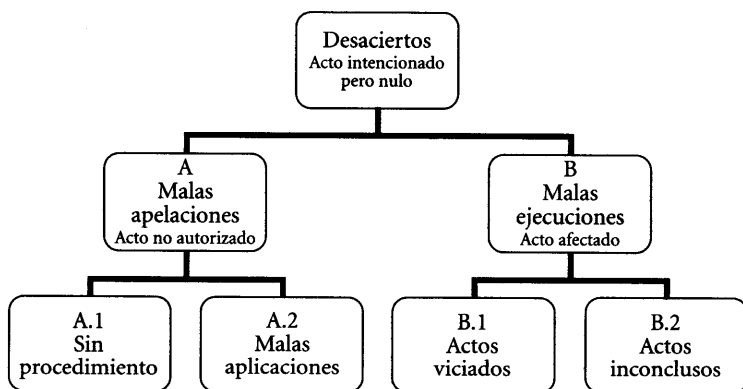 Desaciertos
Acto intencionado
pero nulo
A
Malas
apelaciones
Acto no autorizado
B
Malas
ejecuciones
Acto afectado
A.1
Sin
procedimiento
A.2
Malas
aplicaciones
B.1
Actos
viciados
B.2
Actos
inconclusos